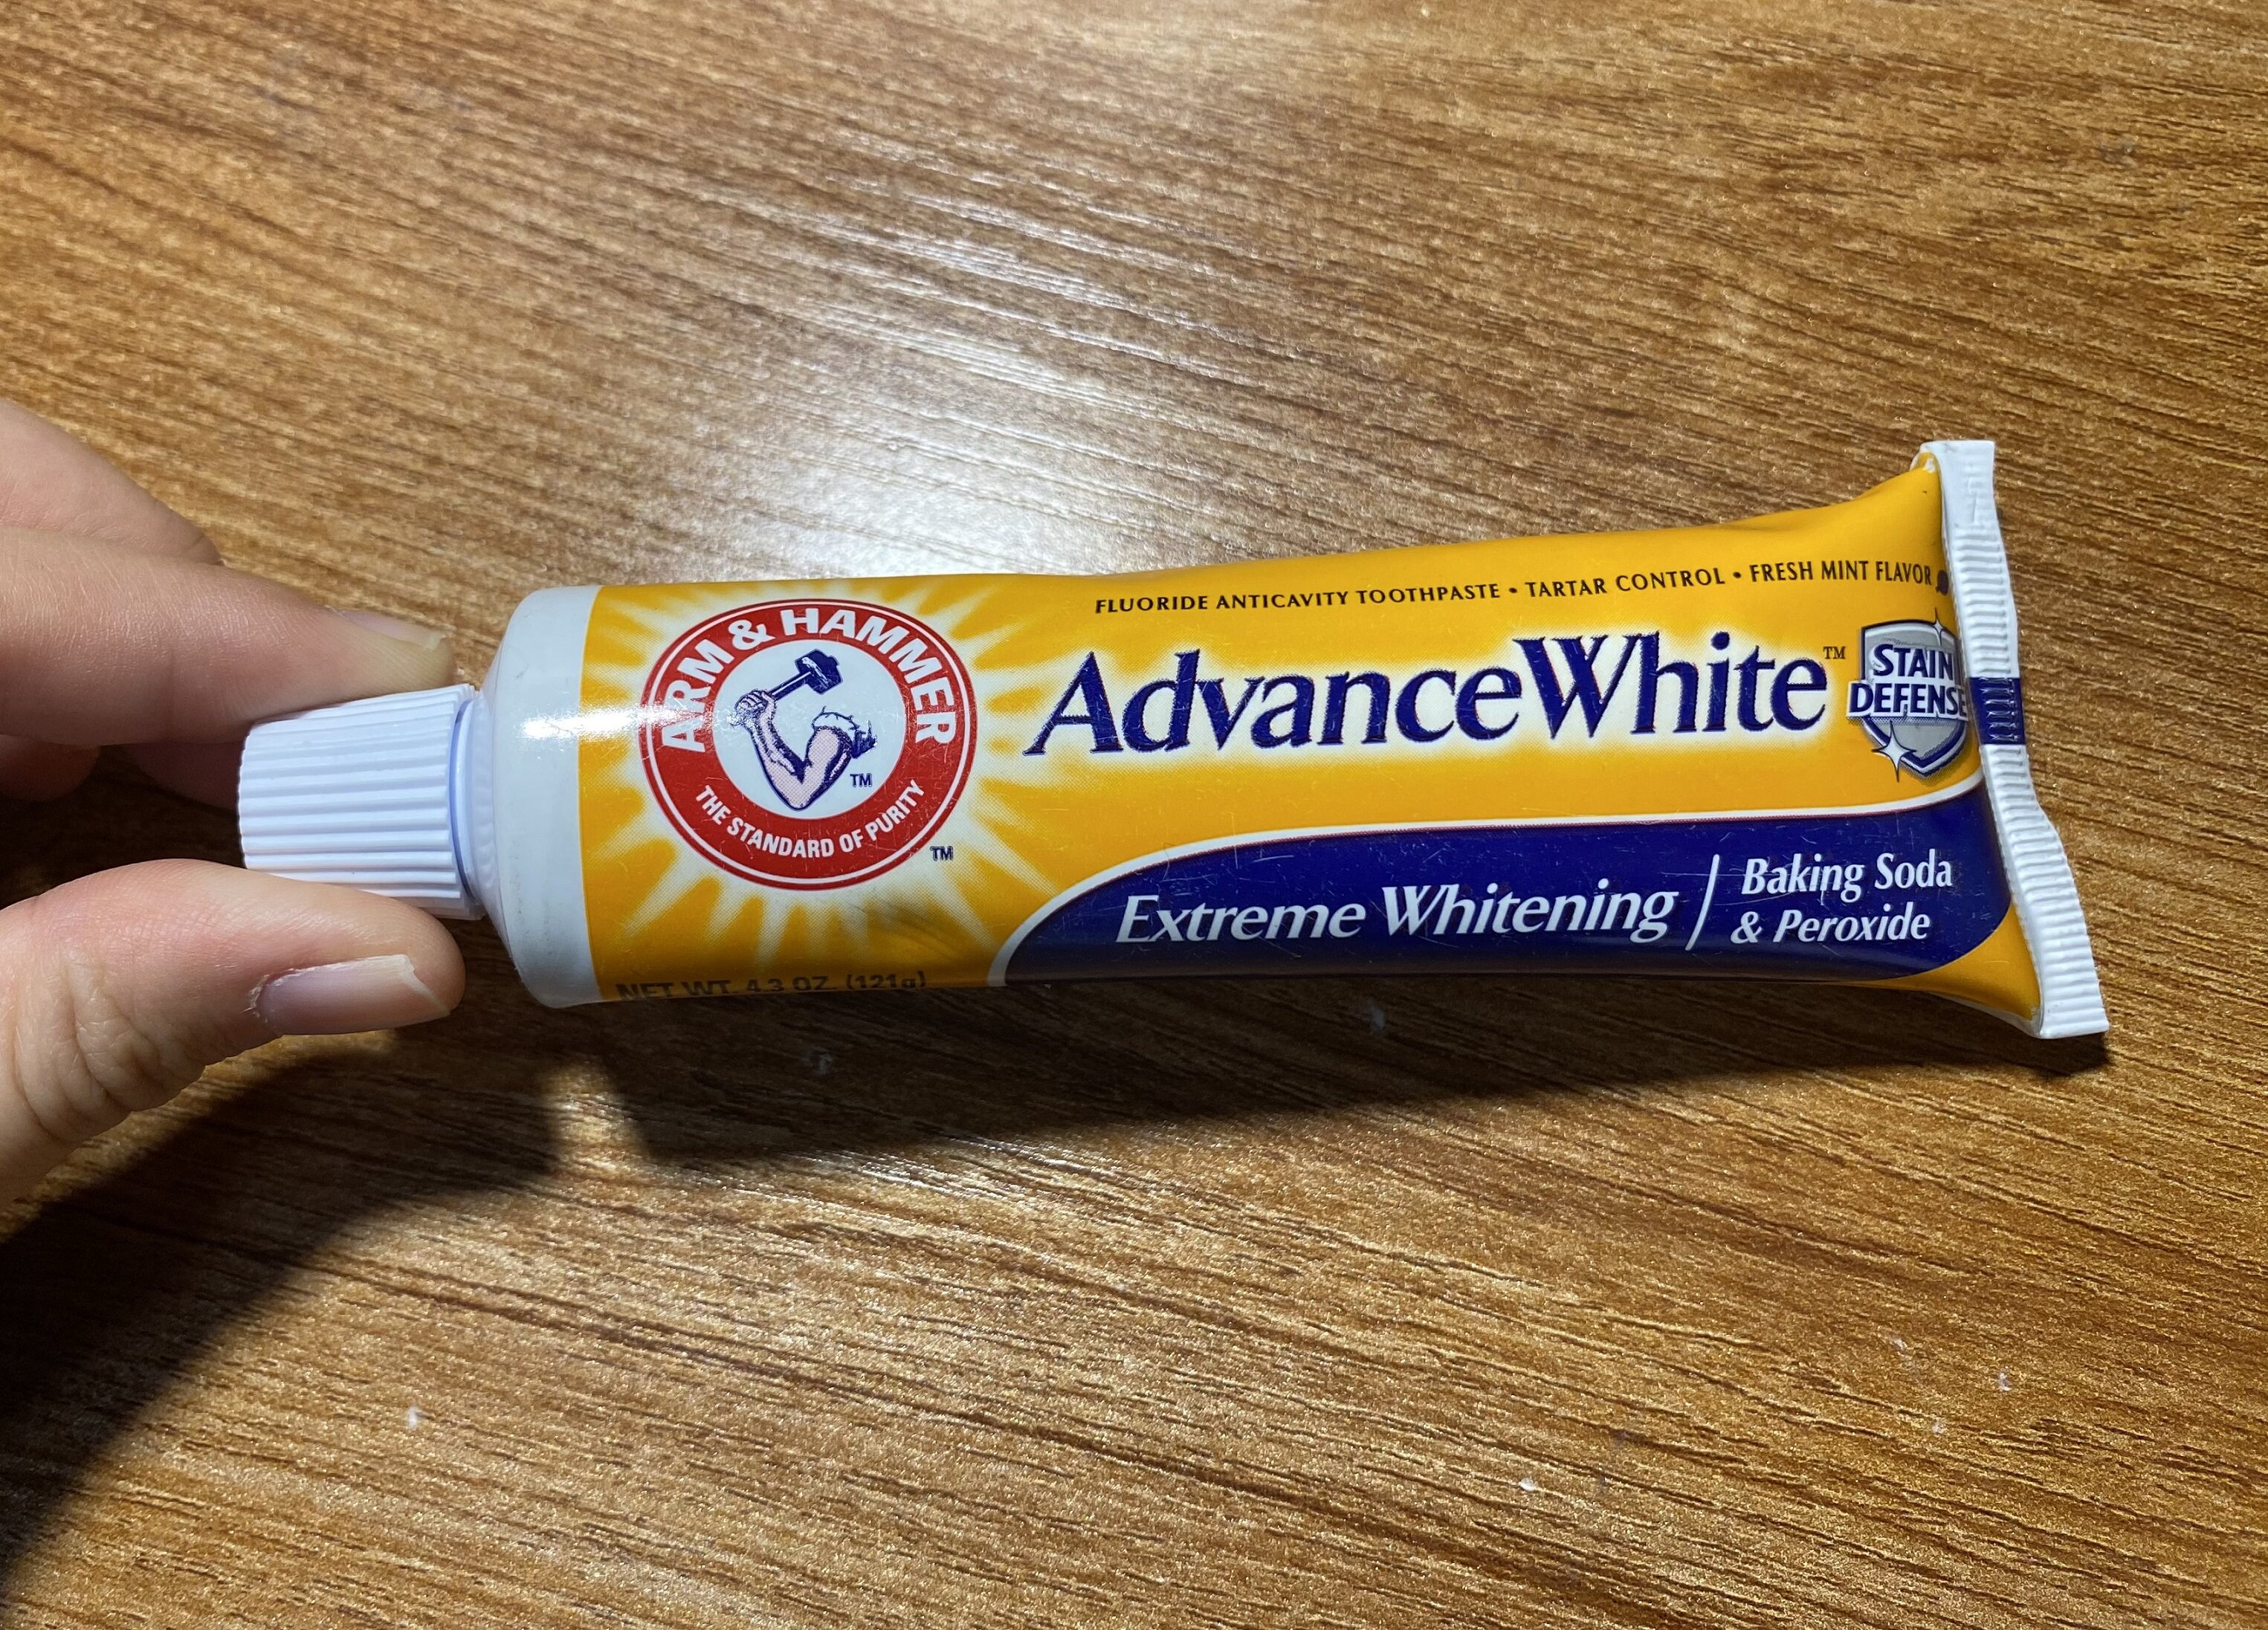 FLUORIDE ANTICAVITY TOOTHPASTE • TARTAR CONTROL • FRESH MINT FLAVOR
ARM & HAMMER
TM
THE STANDARD OF PURITY
TM
AdvanceWhite™
STAIN
DEFENSE
Extreme Whitening
Baking Soda
& Peroxide
NET WT. 4.3 OZ. (121g)